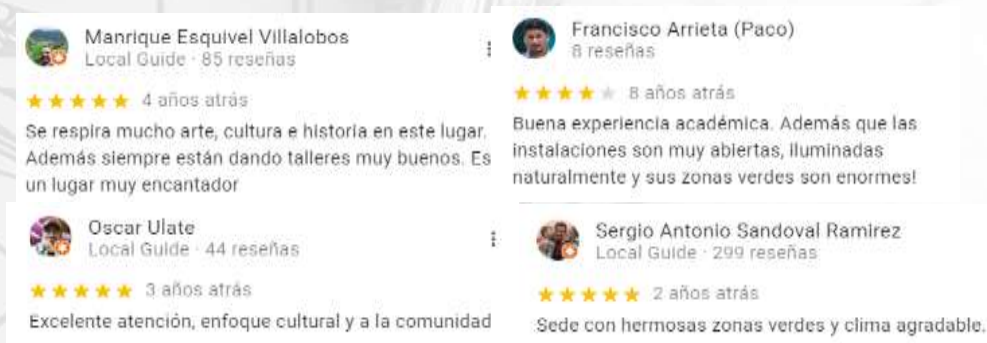 Manrique Esquivel Villalobos
Local Guide · 85 reseñas
4 años atrás
Se respira mucho arte, cultura e historia en este lugar.
Además siempre están dando talleres muy buenos. Es
un lugar muy encantador
Francisco Arrieta (Paco)
8 reseñas
8 años atrás
Buena experiencia académica. Además que las
instalaciones son muy abiertas, iluminadas
naturalmente y sus zonas verdes son enormes!
Oscar Ulate
Local Guide · 44 reseñas
3 años atrás
Excelente atención, enfoque cultural y a la comunidad
Sergio Antonio Sandoval Ramirez
Local Guide · 299 reseñas
2 años atrás
Sede con hermosas zonas verdes y clima agradable.